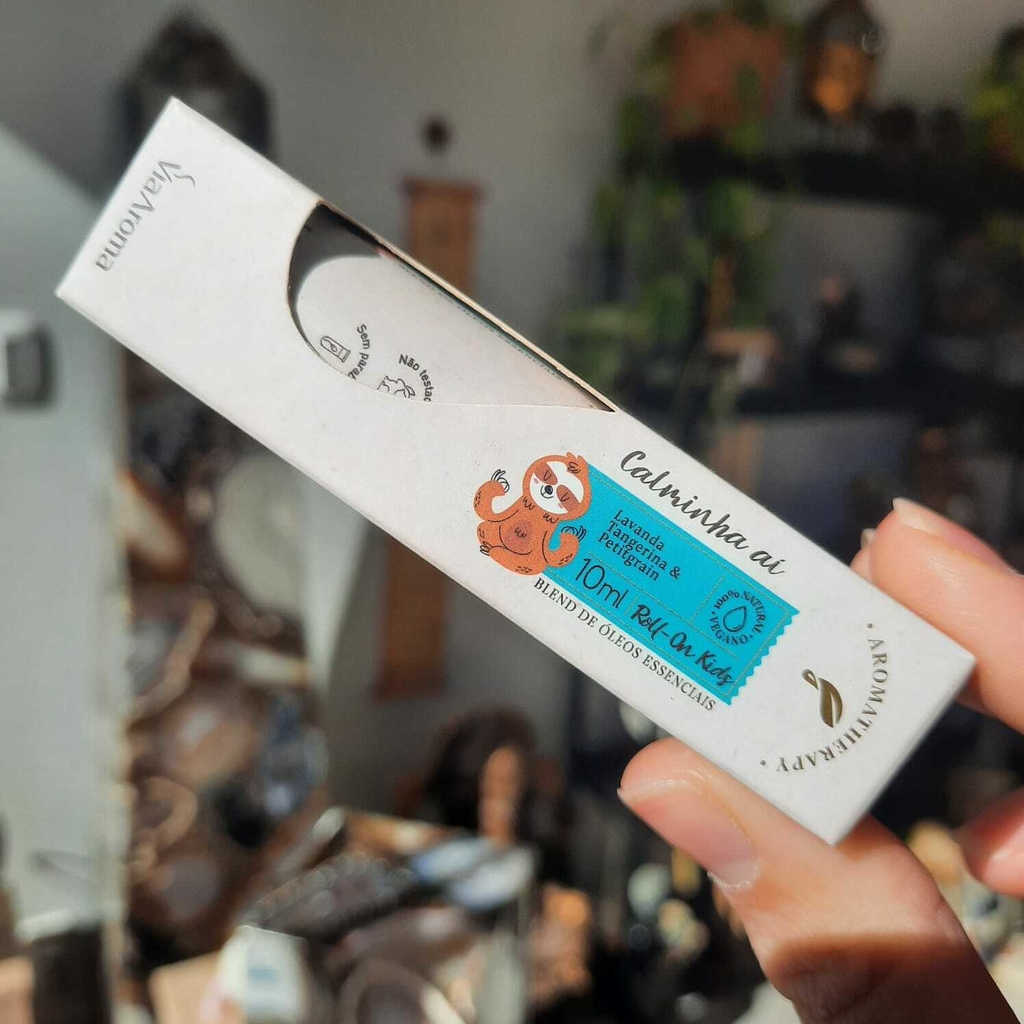 ViaAroma
Sem
Não
Calminha aí
Lavanda
Tangerina &
Petitgrain
10ml Roll-On Kids
100% NATURAL
VEGANO
BLEND DE ÓLEOS ESSENCIAIS
• AROMATHERAPY •